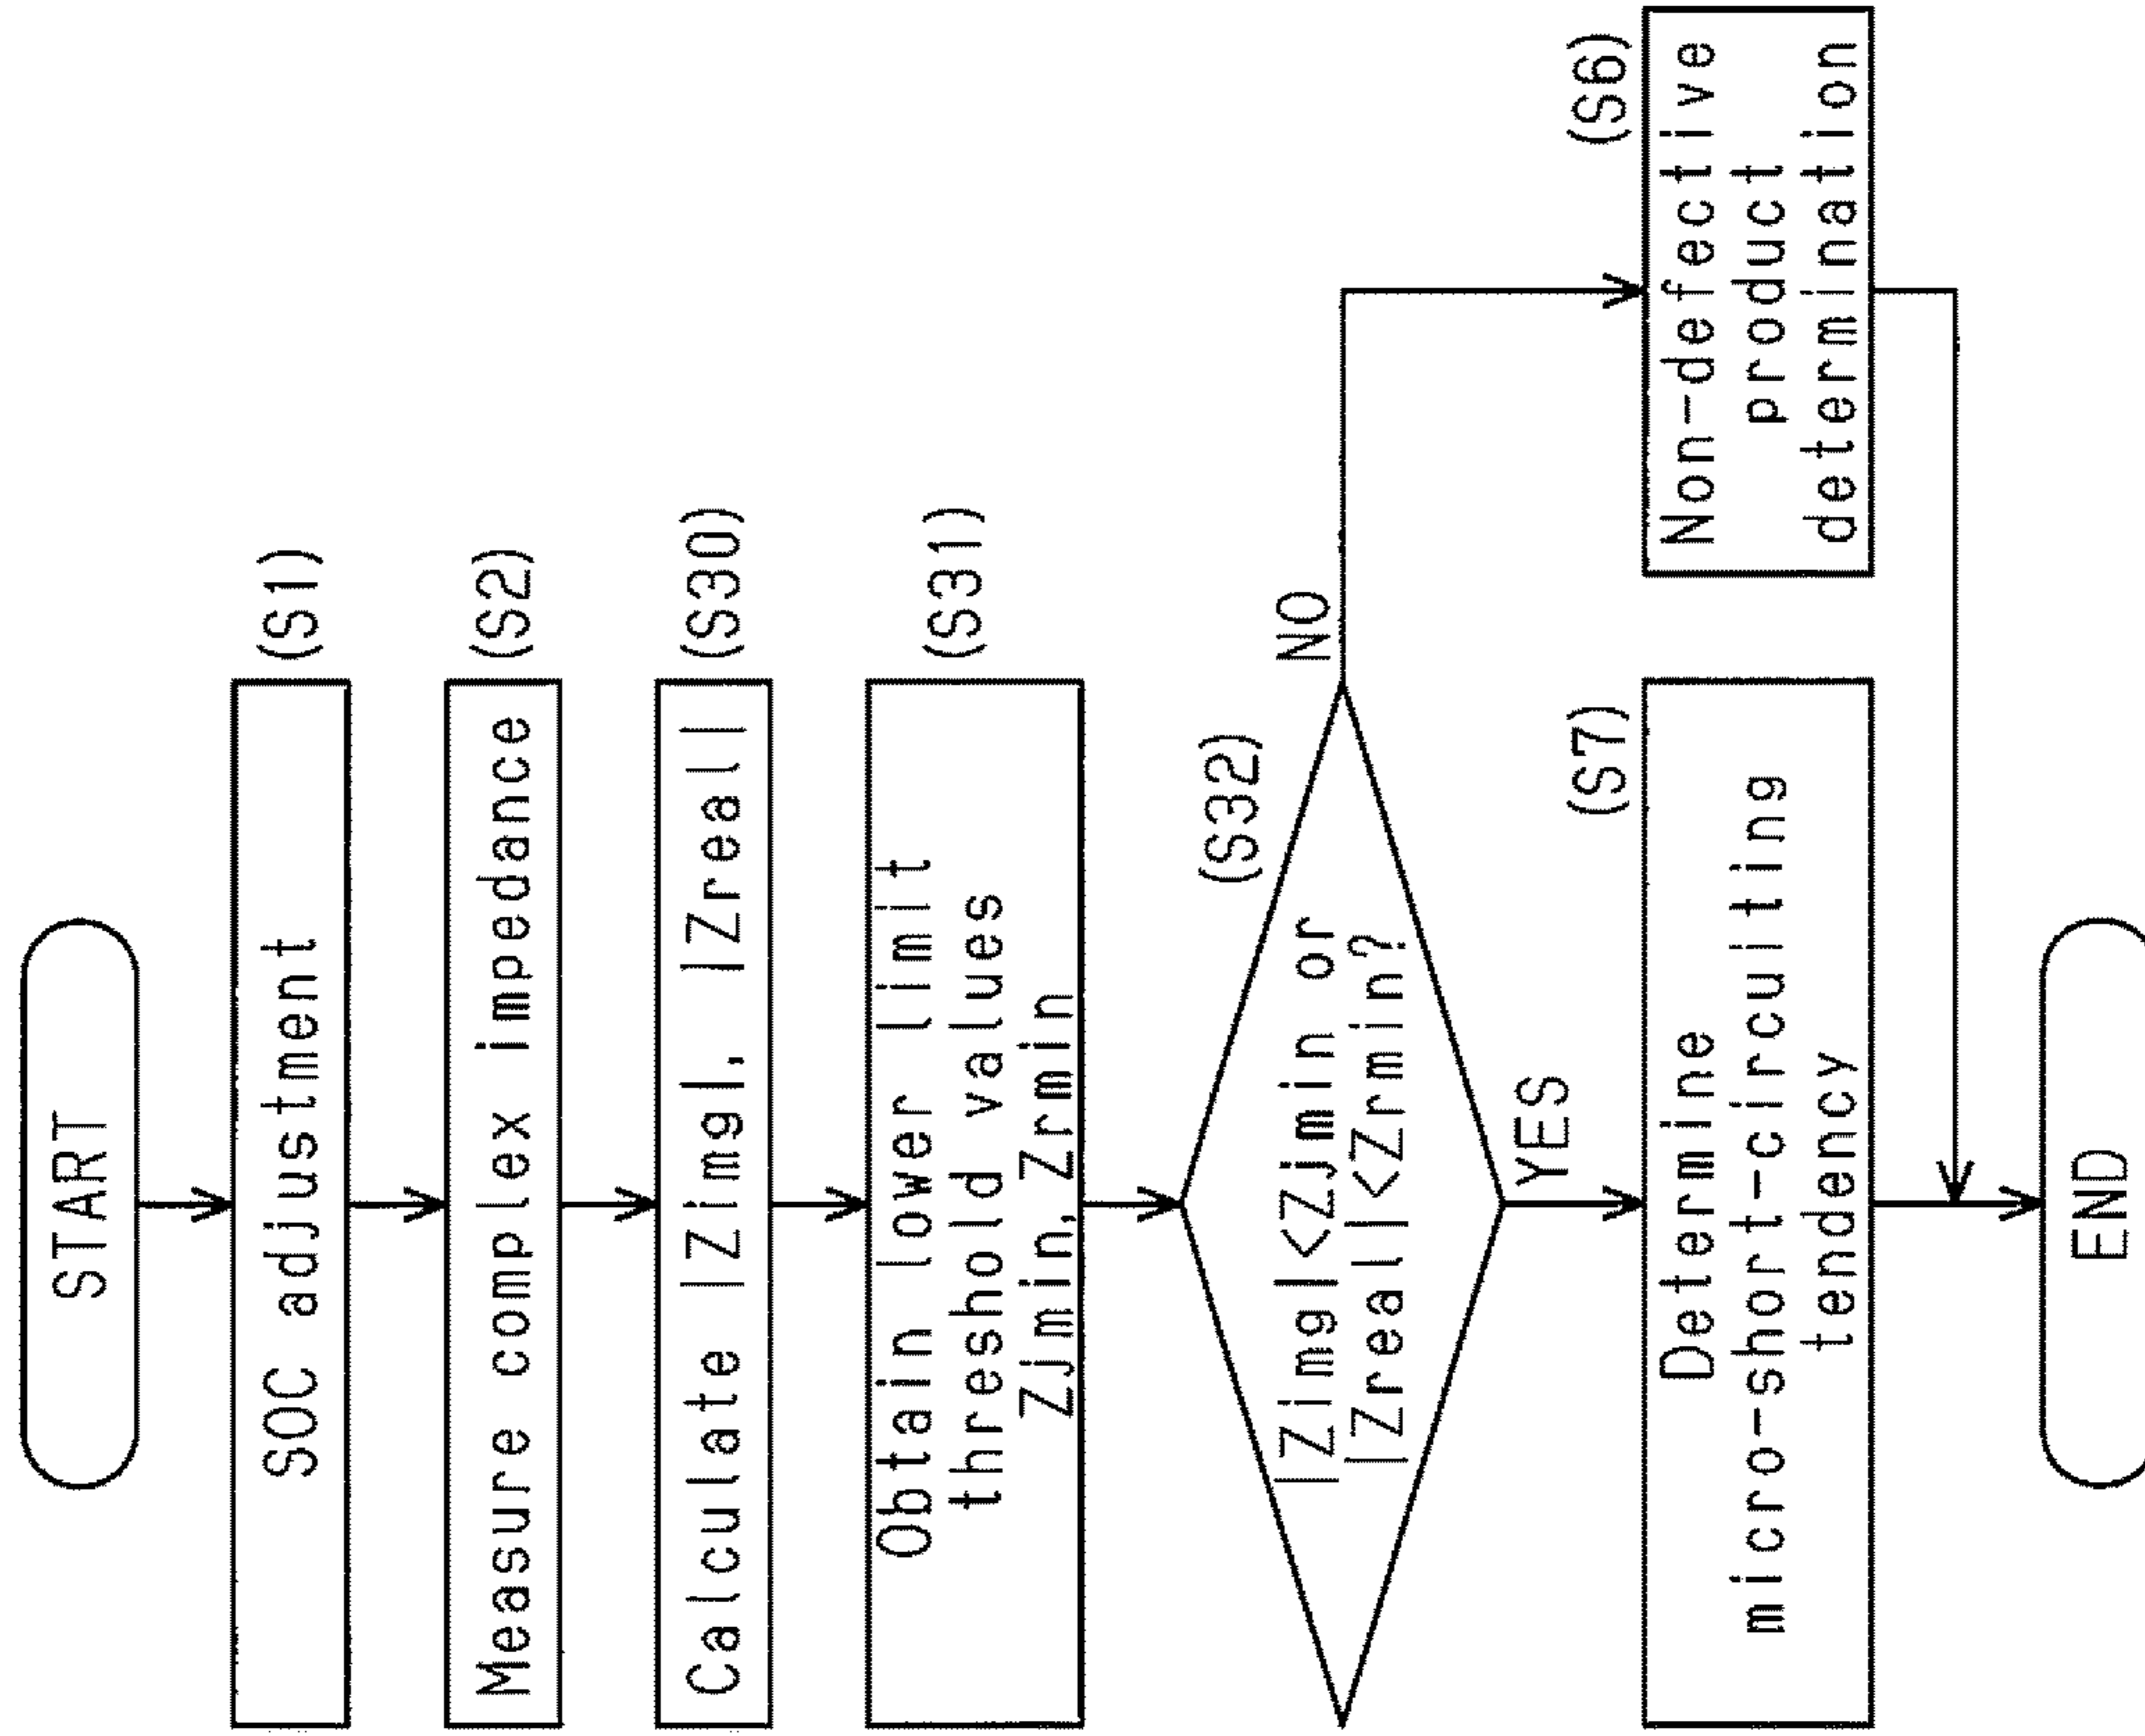 START
(S1)
SOC adjustment
(S2)
Measure complex impedance
(S30)
Calculate |Zimg|, |Zreal|
(S31)
Obtain lower limit
threshold values
Zjmin, Zrmin
(S32)
|Zimg|<Zjmin or
|Zreal|<Zrmin?
NO
YES
(S7)
Determine
micro-short-circuiting
tendency
(S6)
Non-defective
product
determination
END